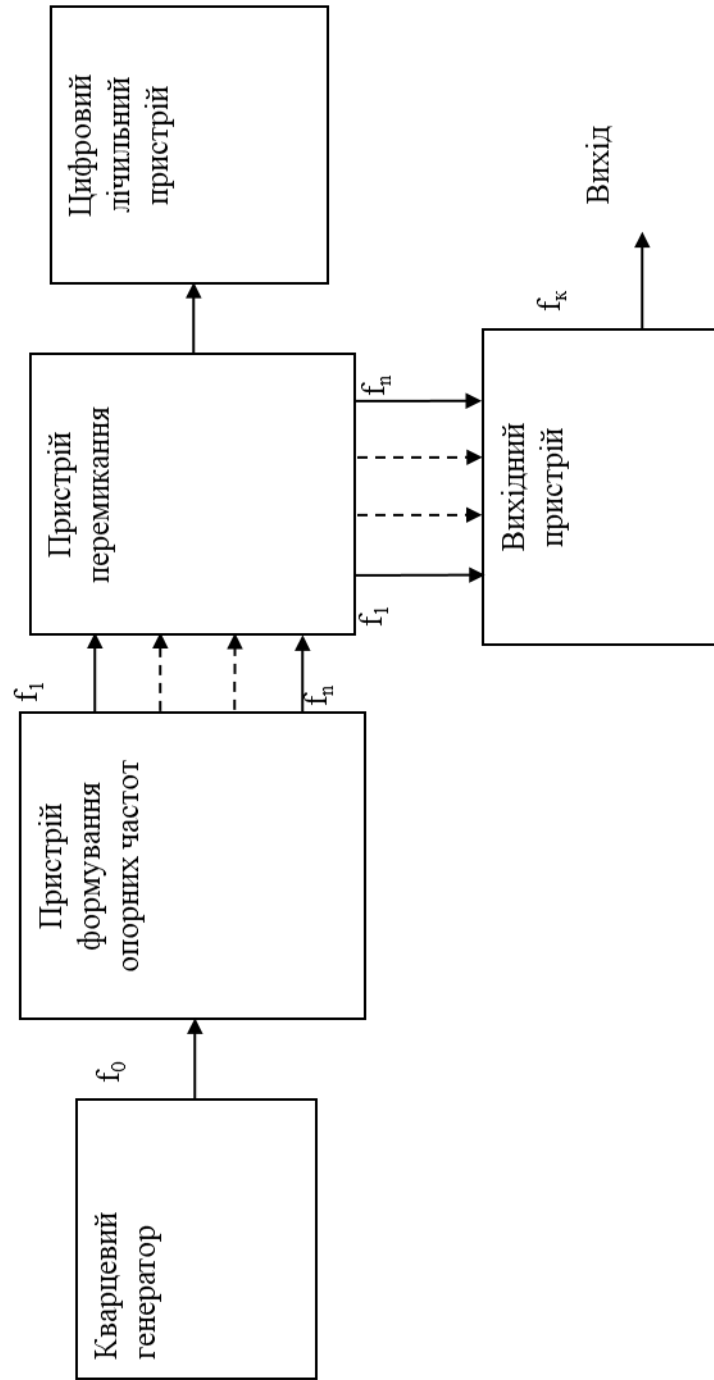 Кварцевий
генератор
f₀
Пристрій
формування
опорних частот
f₁
fₙ
Пристрій
перемикання
Цифровий
лічильний
пристрій
f₁
fₙ
Вихідний
пристрій
fₖ
Вихід